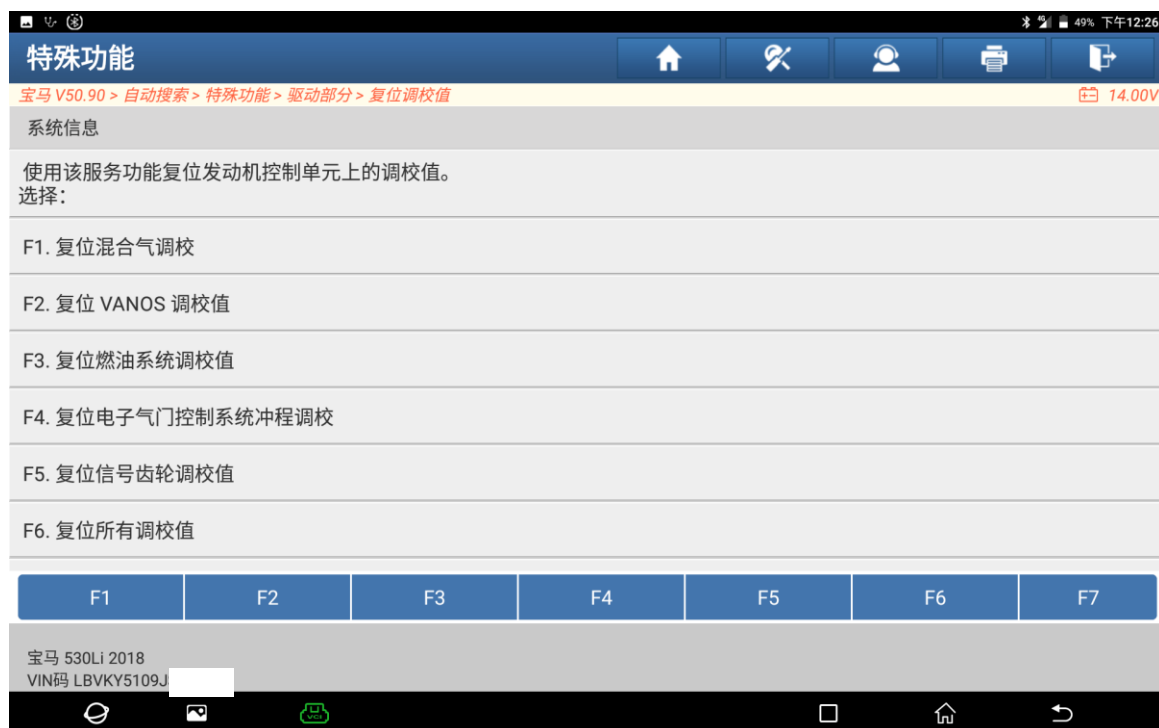 49% 下午12:26
特殊功能
宝马 V50.90 > 自动搜索 > 特殊功能 > 驱动部分 > 复位调校值 14.00V
系统信息
使用该服务功能复位发动机控制单元上的调校值。
选择：
F1. 复位混合气调校
F2. 复位 VANOS 调校值
F3. 复位燃油系统调校值
F4. 复位电子气门控制系统冲程调校
F5. 复位信号齿轮调校值
F6. 复位所有调校值
F1 F2 F3 F4 F5 F6 F7
宝马 530Li 2018
VIN码 LBVKY5109J
VCI